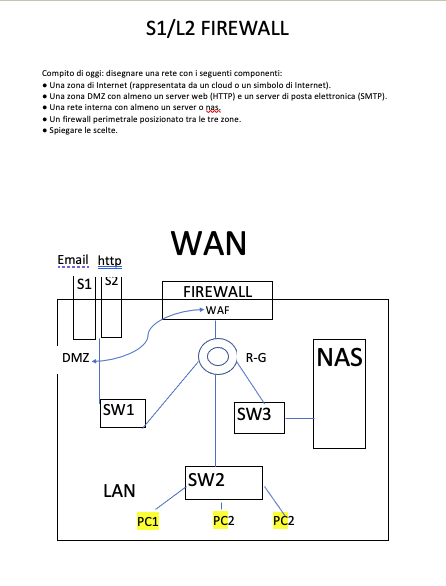 S1/L2 FIREWALL
Compito di oggi: disegnare una rete con i seguenti componenti:
● Una zona di Internet (rappresentata da un cloud o un simbolo di Internet).
● Una zona DMZ con almeno un server web (HTTP) e un server di posta elettronica (SMTP).
● Una rete interna con almeno un server o nas.
● Un firewall perimetrale posizionato tra le tre zone.
● Spiegare le scelte.
WAN
Email http
S1 S2
FIREWALL
WAF
DMZ
R-G
NAS
SW1
SW3
SW2
LAN
PC1
PC2
PC2